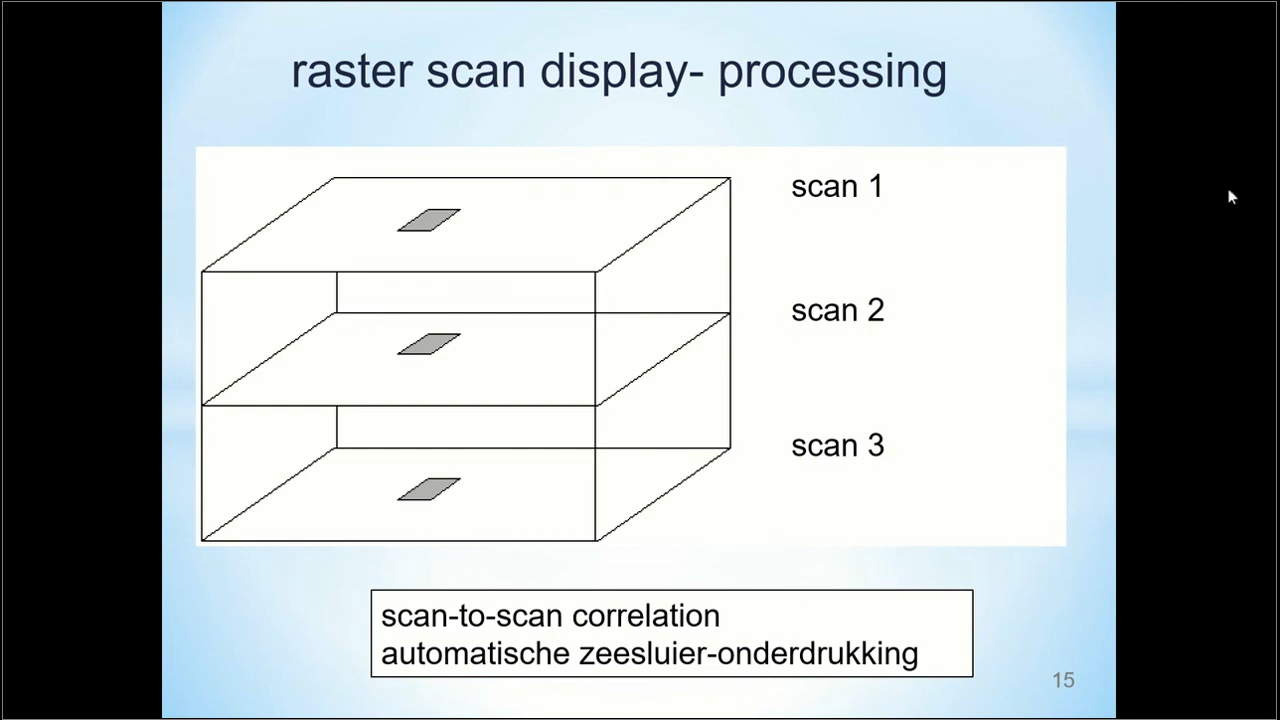 raster scan display- processing
scan 1
scan 2
scan 3
scan-to-scan correlation
automatische zeesluier-onderdrukking
15